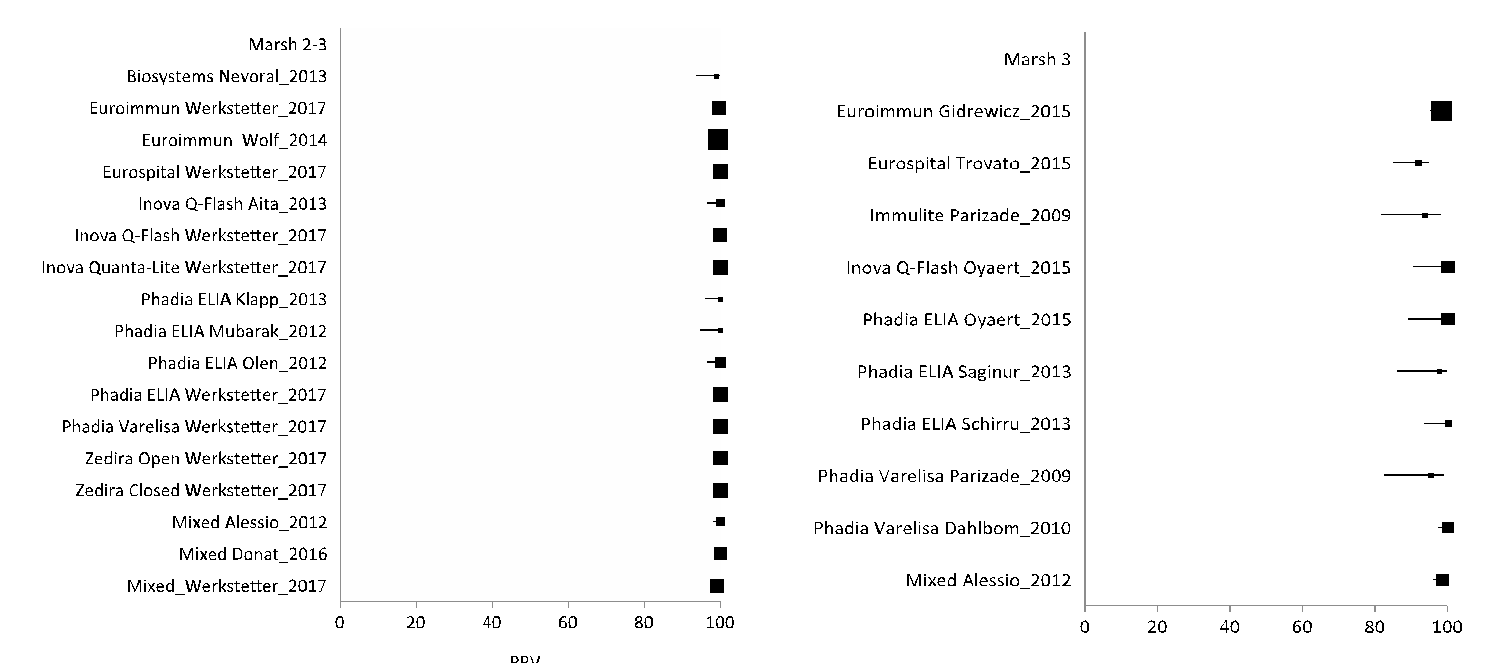 Marsh 2-3
Biosystems Nevoral_2013
Euroimmun Werkstetter_2017
Euroimmun Wolf_2014
Eurospital Werkstetter_2017
Inova Q-Flash Aita_2013
Inova Q-Flash Werkstetter_2017
Inova Quanta-Lite Werkstetter_2017
Phadia ELIA Klapp_2013
Phadia ELIA Mubarak_2012
Phadia ELIA Olen_2012
Phadia ELIA Werkstetter_2017
Phadia Varelisa Werkstetter_2017
Zedira Open Werkstetter_2017
Zedira Closed Werkstetter_2017
Mixed Alessio_2012
Mixed Donat_2016
Mixed_Werkstetter_2017
0 20 40 60 80 100
PPV
Marsh 3
Euroimmun Gidrewicz_2015
Eurospital Trovato_2015
Immulite Parizade_2009
Inova Q-Flash Oyaert_2015
Phadia ELIA Oyaert_2015
Phadia ELIA Saginur_2013
Phadia ELIA Schirru_2013
Phadia Varelisa Parizade_2009
Phadia Varelisa Dahlbom_2010
Mixed Alessio_2012
0 20 40 60 80 100